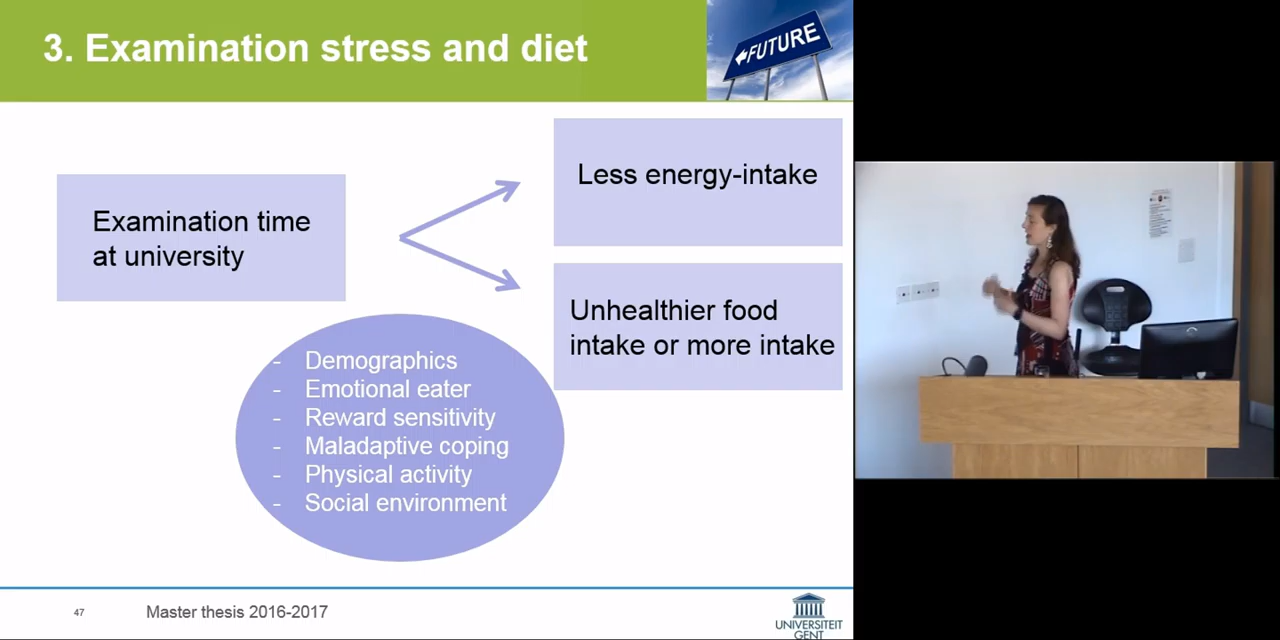 3. Examination stress and diet
FUTURE
Examination time
at university
Less energy-intake
Unhealthier food
intake or more intake
- Demographics
- Emotional eater
- Reward sensitivity
- Maladaptive coping
- Physical activity
- Social environment
47
Master thesis 2016-2017
UNIVERSITEIT
GENT